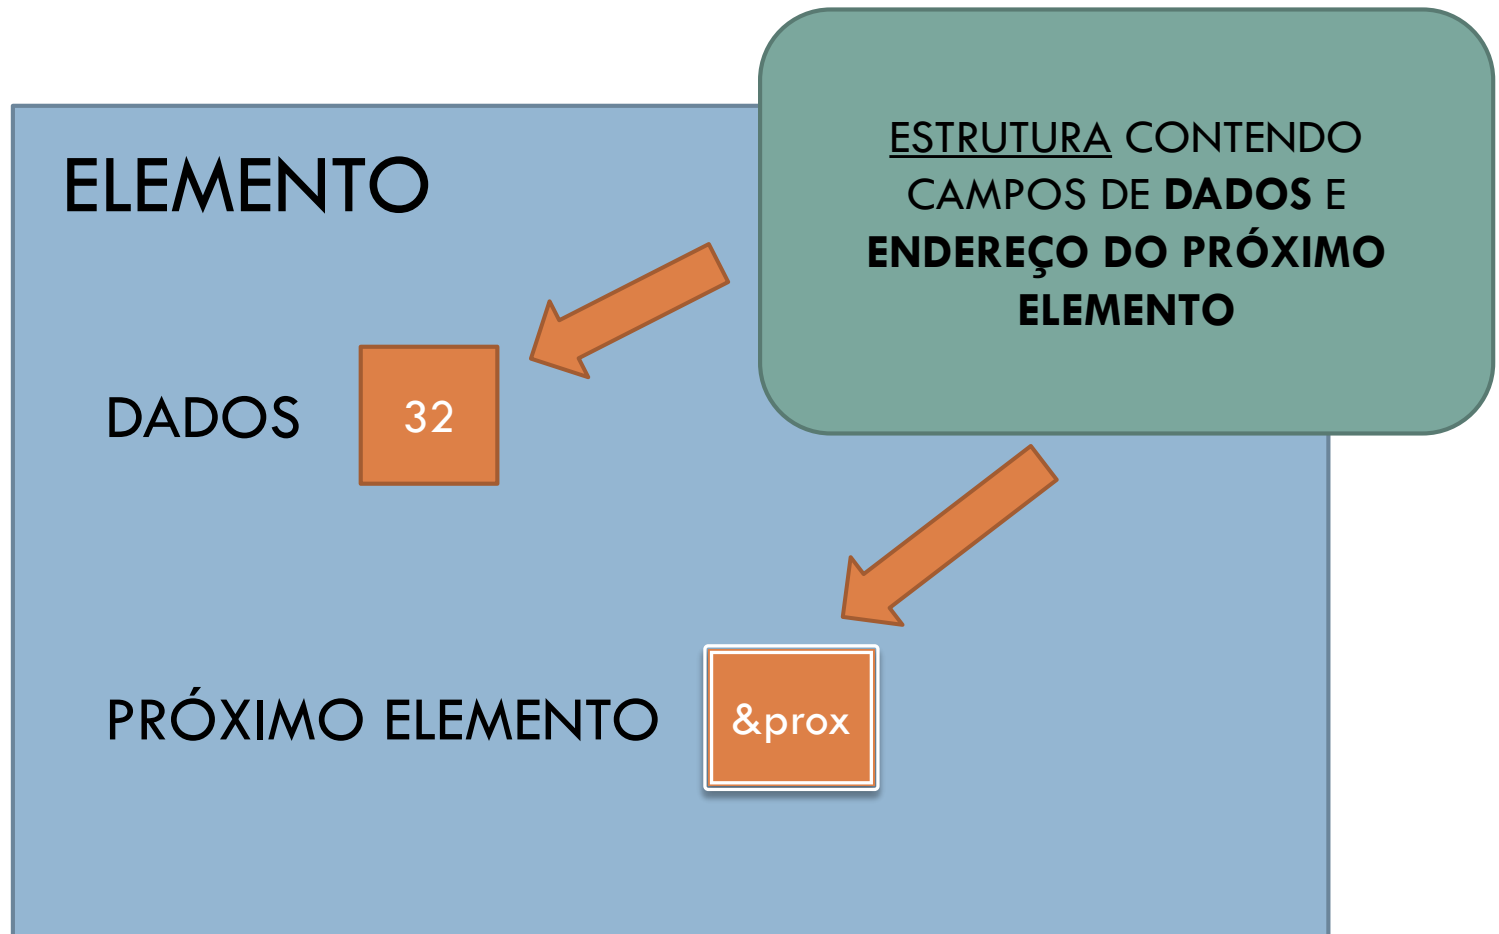 ESTRUTURA CONTENDO
CAMPOS DE DADOS E
ENDEREÇO DO PRÓXIMO
ELEMENTO
ELEMENTO
DADOS
32
PRÓXIMO ELEMENTO
&prox